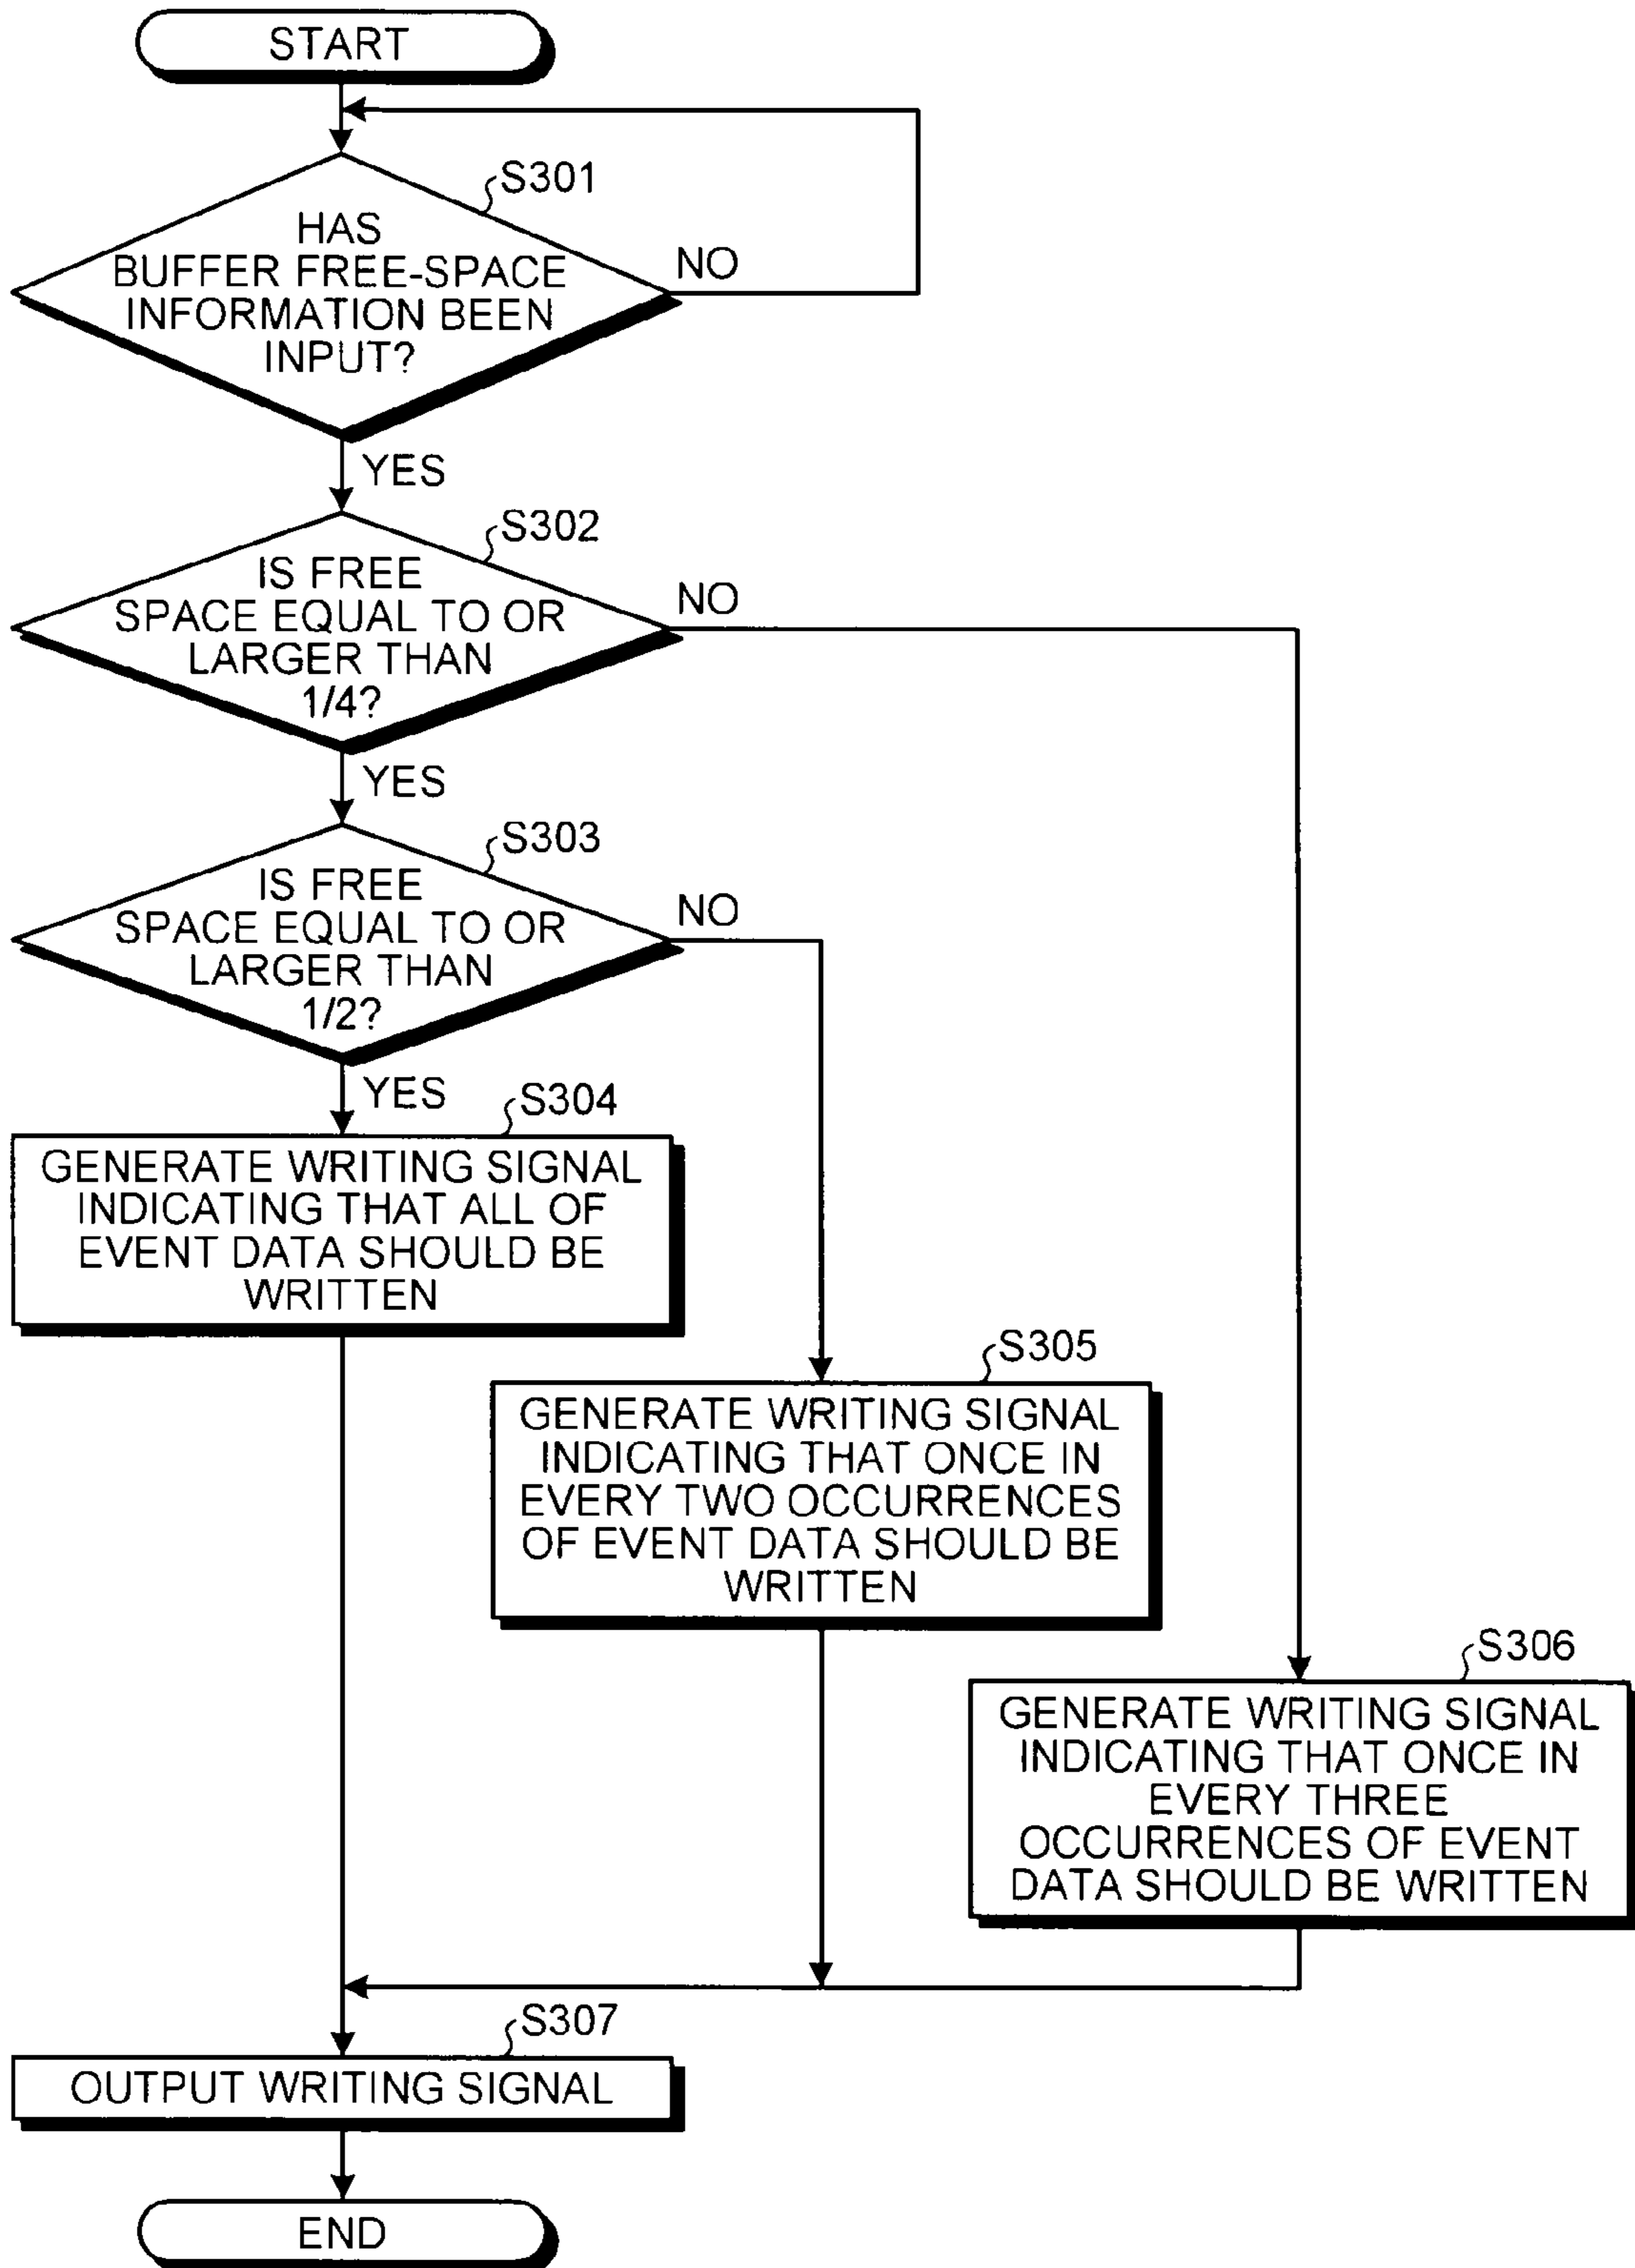 START
S301
HAS
BUFFER FREE-SPACE
INFORMATION BEEN
INPUT?
NO
YES
S302
IS FREE
SPACE EQUAL TO OR
LARGER THAN
1/4?
NO
YES
S303
IS FREE
SPACE EQUAL TO OR
LARGER THAN
1/2?
NO
YES
S304
GENERATE WRITING SIGNAL
INDICATING THAT ALL OF
EVENT DATA SHOULD BE
WRITTEN
S305
GENERATE WRITING SIGNAL
INDICATING THAT ONCE IN
EVERY TWO OCCURRENCES
OF EVENT DATA SHOULD BE
WRITTEN
S306
GENERATE WRITING SIGNAL
INDICATING THAT ONCE IN
EVERY THREE
OCCURRENCES OF EVENT
DATA SHOULD BE WRITTEN
S307
OUTPUT WRITING SIGNAL
END